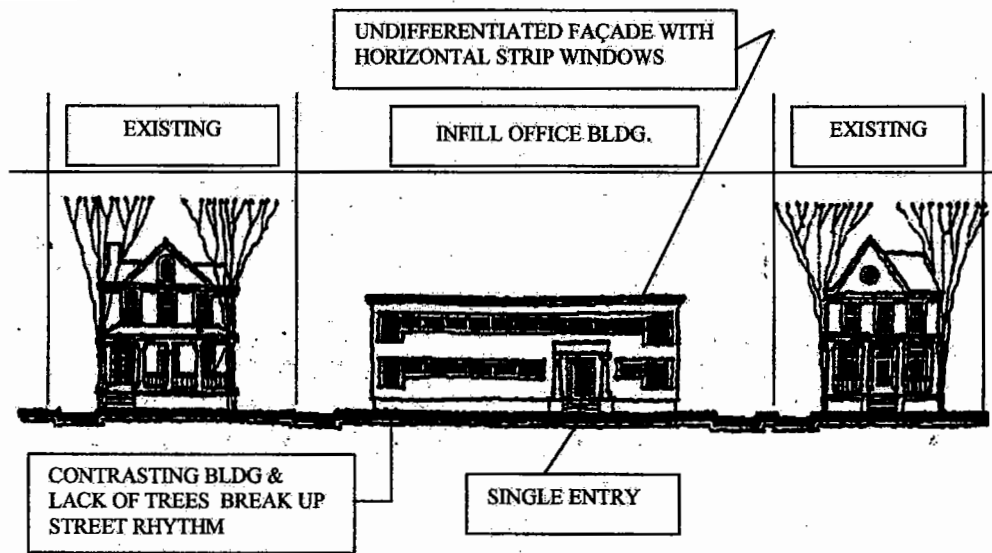 UNDIFFERENTIATED FAÇADE WITH
HORIZONTAL STRIP WINDOWS
EXISTING
INFILL OFFICE BLDG.
EXISTING
CONTRASTING BLDG &
LACK OF TREES BREAK UP
STREET RHYTHM
SINGLE ENTRY